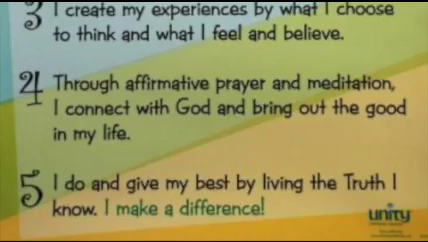 3 I create my experiences by what I choose
to think and what I feel and believe.
4 Through affirmative prayer and meditation,
I connect with God and bring out the good
in my life.
5 I do and give my best by living the Truth I
know. I make a difference!
unity